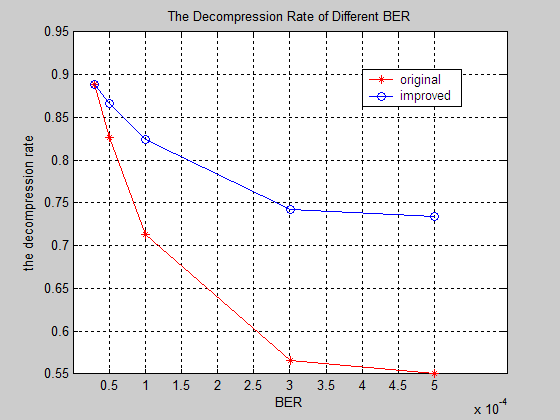 The Decompression Rate of Different BER
0.95
0.9
0.85
0.8
0.75
0.7
0.65
0.6
0.55
the decompression rate
original
improved
0.5 1 1.5 2 2.5 3 3.5 4 4.5 5
BER
x 10^-4